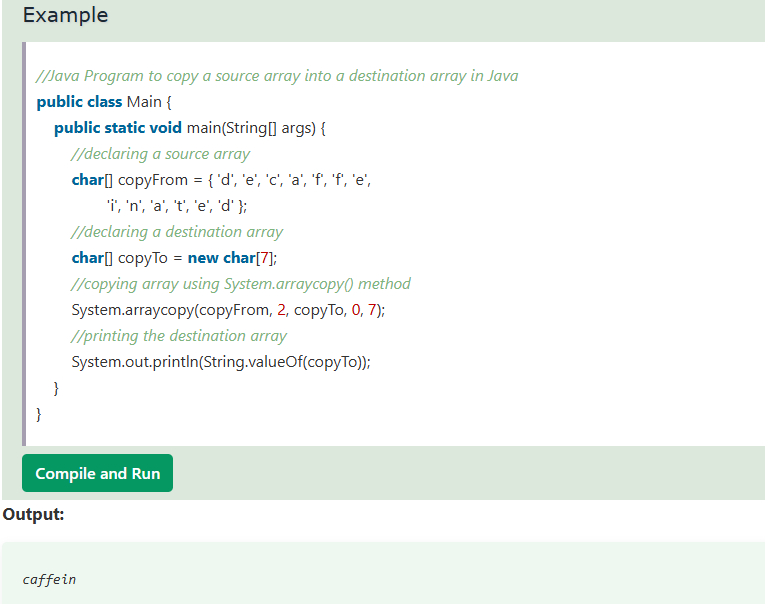 Example
//Java Program to copy a source array into a destination array in Java
public class Main {
public static void main(String[] args) {
//declaring a source array
char[] copyFrom = { 'd', 'e', 'c', 'a', 'f', 'f', 'e',
'i', 'n', 'a', 't', 'e', 'd' };
//declaring a destination array
char[] copyTo = new char[7];
//copying array using System.arraycopy() method
System.arraycopy(copyFrom, 2, copyTo, 0, 7);
//printing the destination array
System.out.println(String.valueOf(copyTo));
}
}
Compile and Run
Output:
caffein